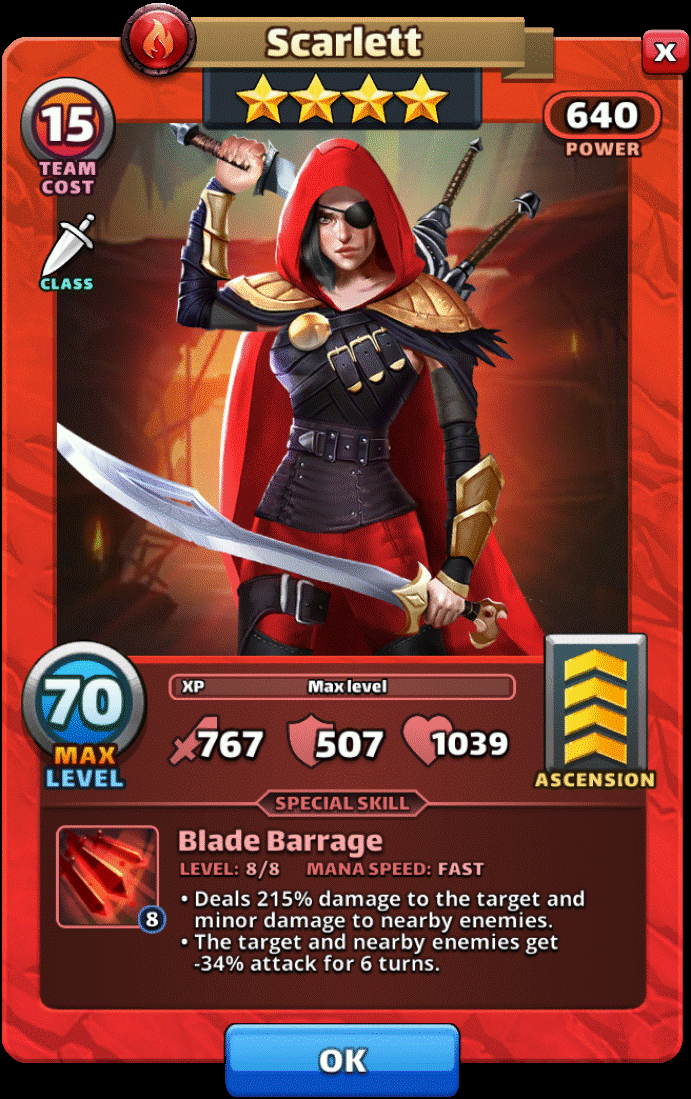 Scarlett
X
15
TEAM
COST
640
POWER
CLASS
70
MAX
LEVEL
XP Max level
767 507 1039
ASCENSION
SPECIAL SKILL
Blade Barrage
LEVEL: 8/8 MANA SPEED: FAST
8
• Deals 215% damage to the target and
minor damage to nearby enemies.
• The target and nearby enemies get
-34% attack for 6 turns.
OK